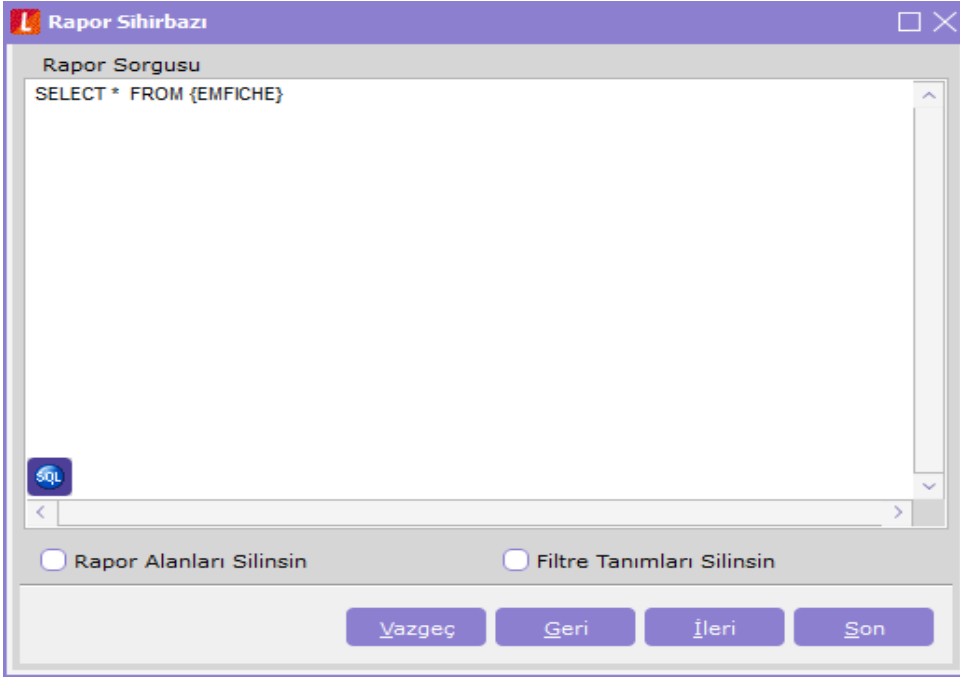 L Rapor Sihirbazı
Rapor Sorgusu
SELECT * FROM {EMFICHE}
SQL
Rapor Alanları Silinsin
Filtre Tanımları Silinsin
Vazgeç
Geri
İleri
Son